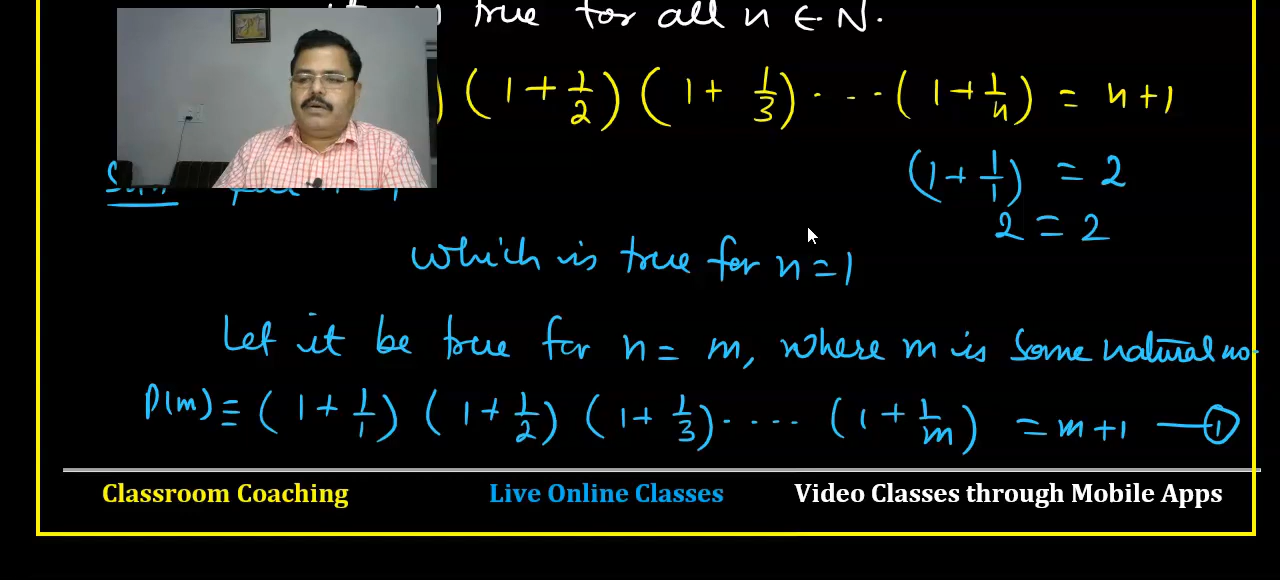 true for all n ∈ N.
) (1 + 1/2) (1 + 1/3) . - - . (1 + 1/n) = n + 1
(1 + 1/1) = 2
2 = 2
which is true for n = 1
Let it be true for n = m, where m is some natural no.
P(m) ≡ (1 + 1/1) (1 + 1/2) (1 + 1/3) . . . . . (1 + 1/m) = m + 1 — ①
Classroom Coaching Live Online Classes Video Classes through Mobile Apps